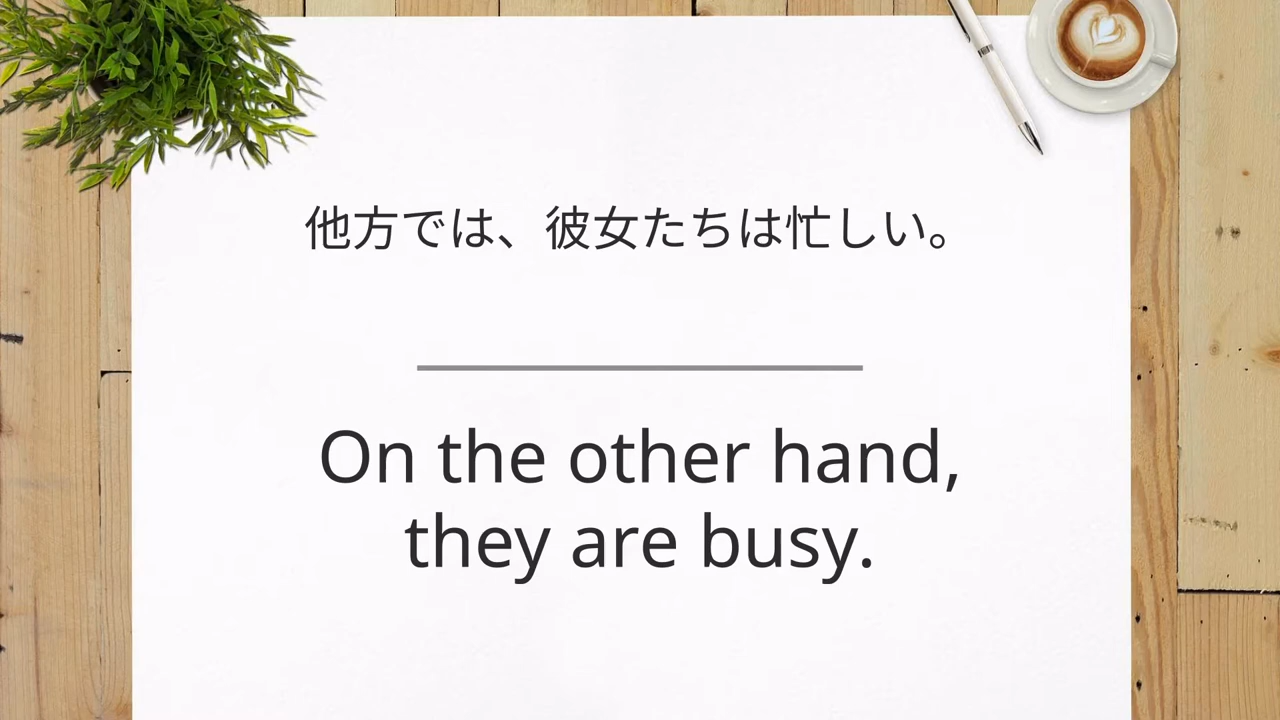 他方では、彼女たちは忙しい。
On the other hand,
they are busy.